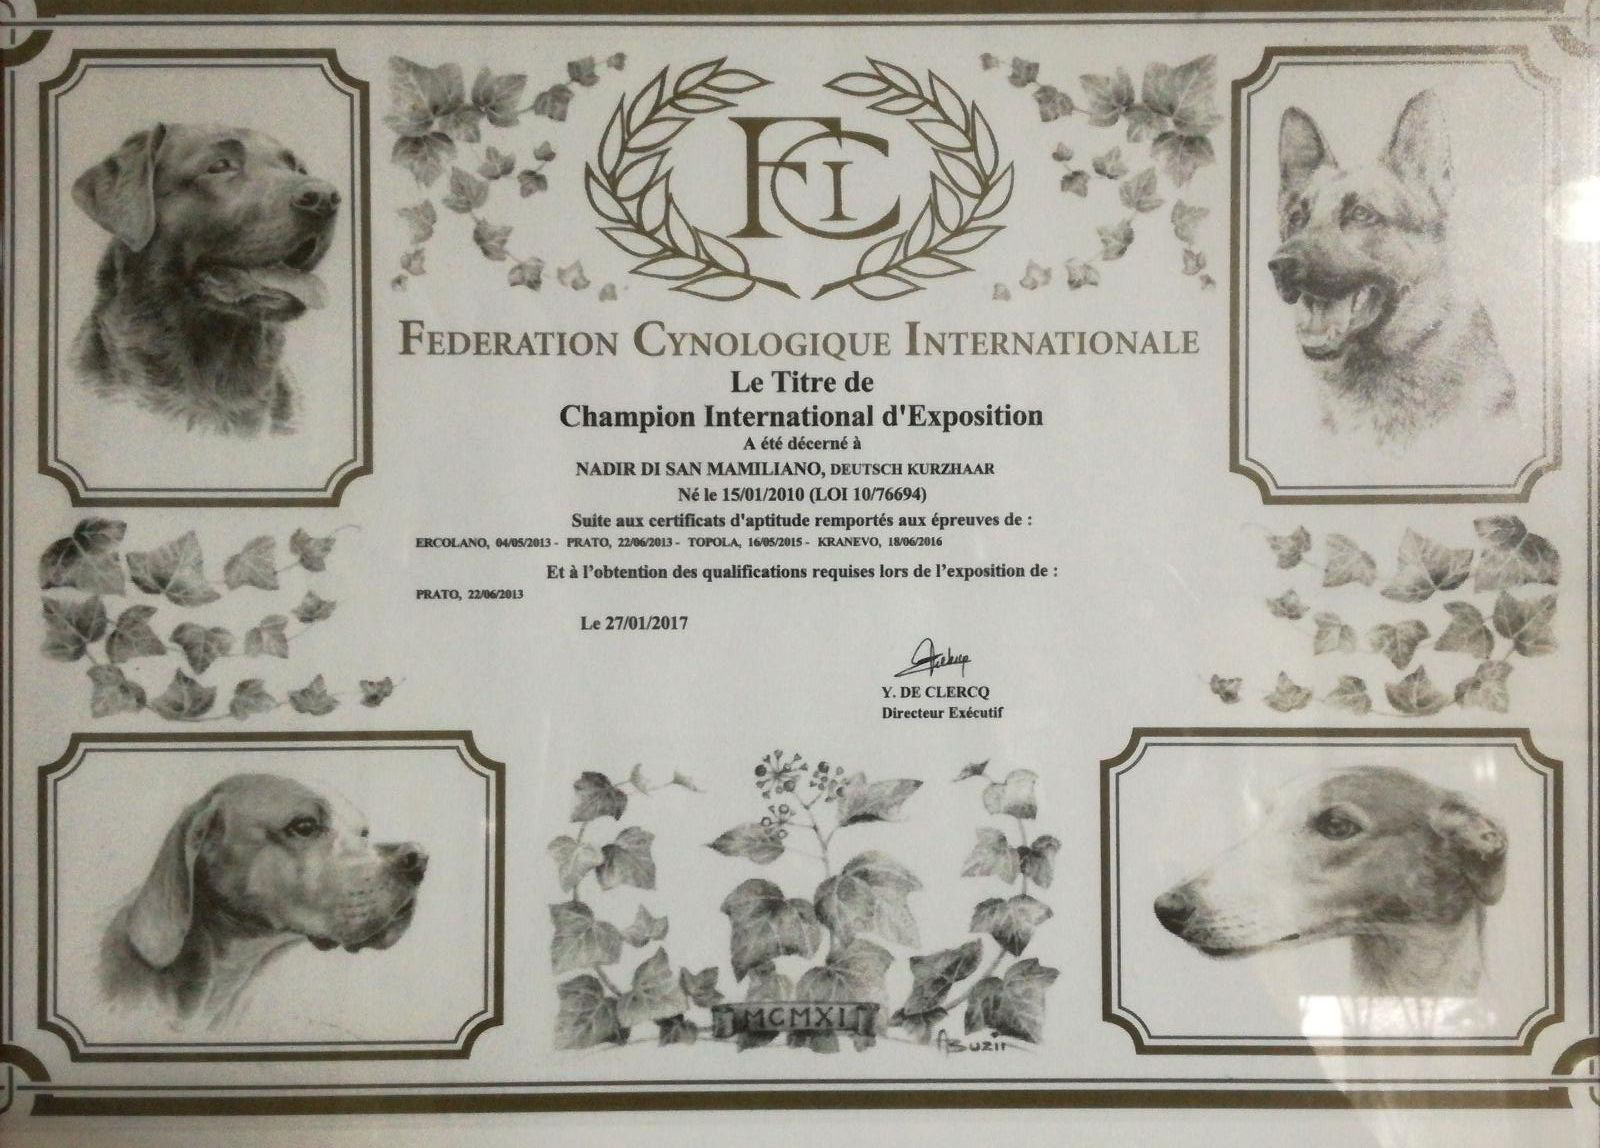 FCI
FEDERATION CYNOLOGIQUE INTERNATIONALE
Le Titre de
Champion International d'Exposition
A été décerné à
NADIR DI SAN MAMILIANO, DEUTSCH KURZHAAR
Né le 15/01/2010 (LOI 10/76694)
Suite aux certificats d'aptitude remportés aux épreuves de :
ERCOLANO, 04/05/2013 - PRATO, 22/06/2013 - TOPOLA, 16/05/2015 - KRANEVO, 18/06/2016
Et à l'obtention des qualifications requises lors de l'exposition de :
PRATO, 22/06/2013
Le 27/01/2017
Y. DE CLERCQ
Directeur Exécutif
MCMXI